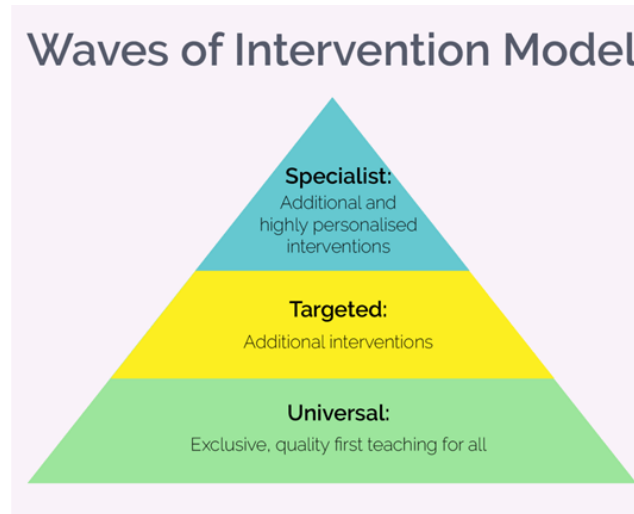 Waves of Intervention Model
Specialist:
Additional and
highly personalised
interventions
Targeted:
Additional interventions
Universal:
Exclusive, quality first teaching for all